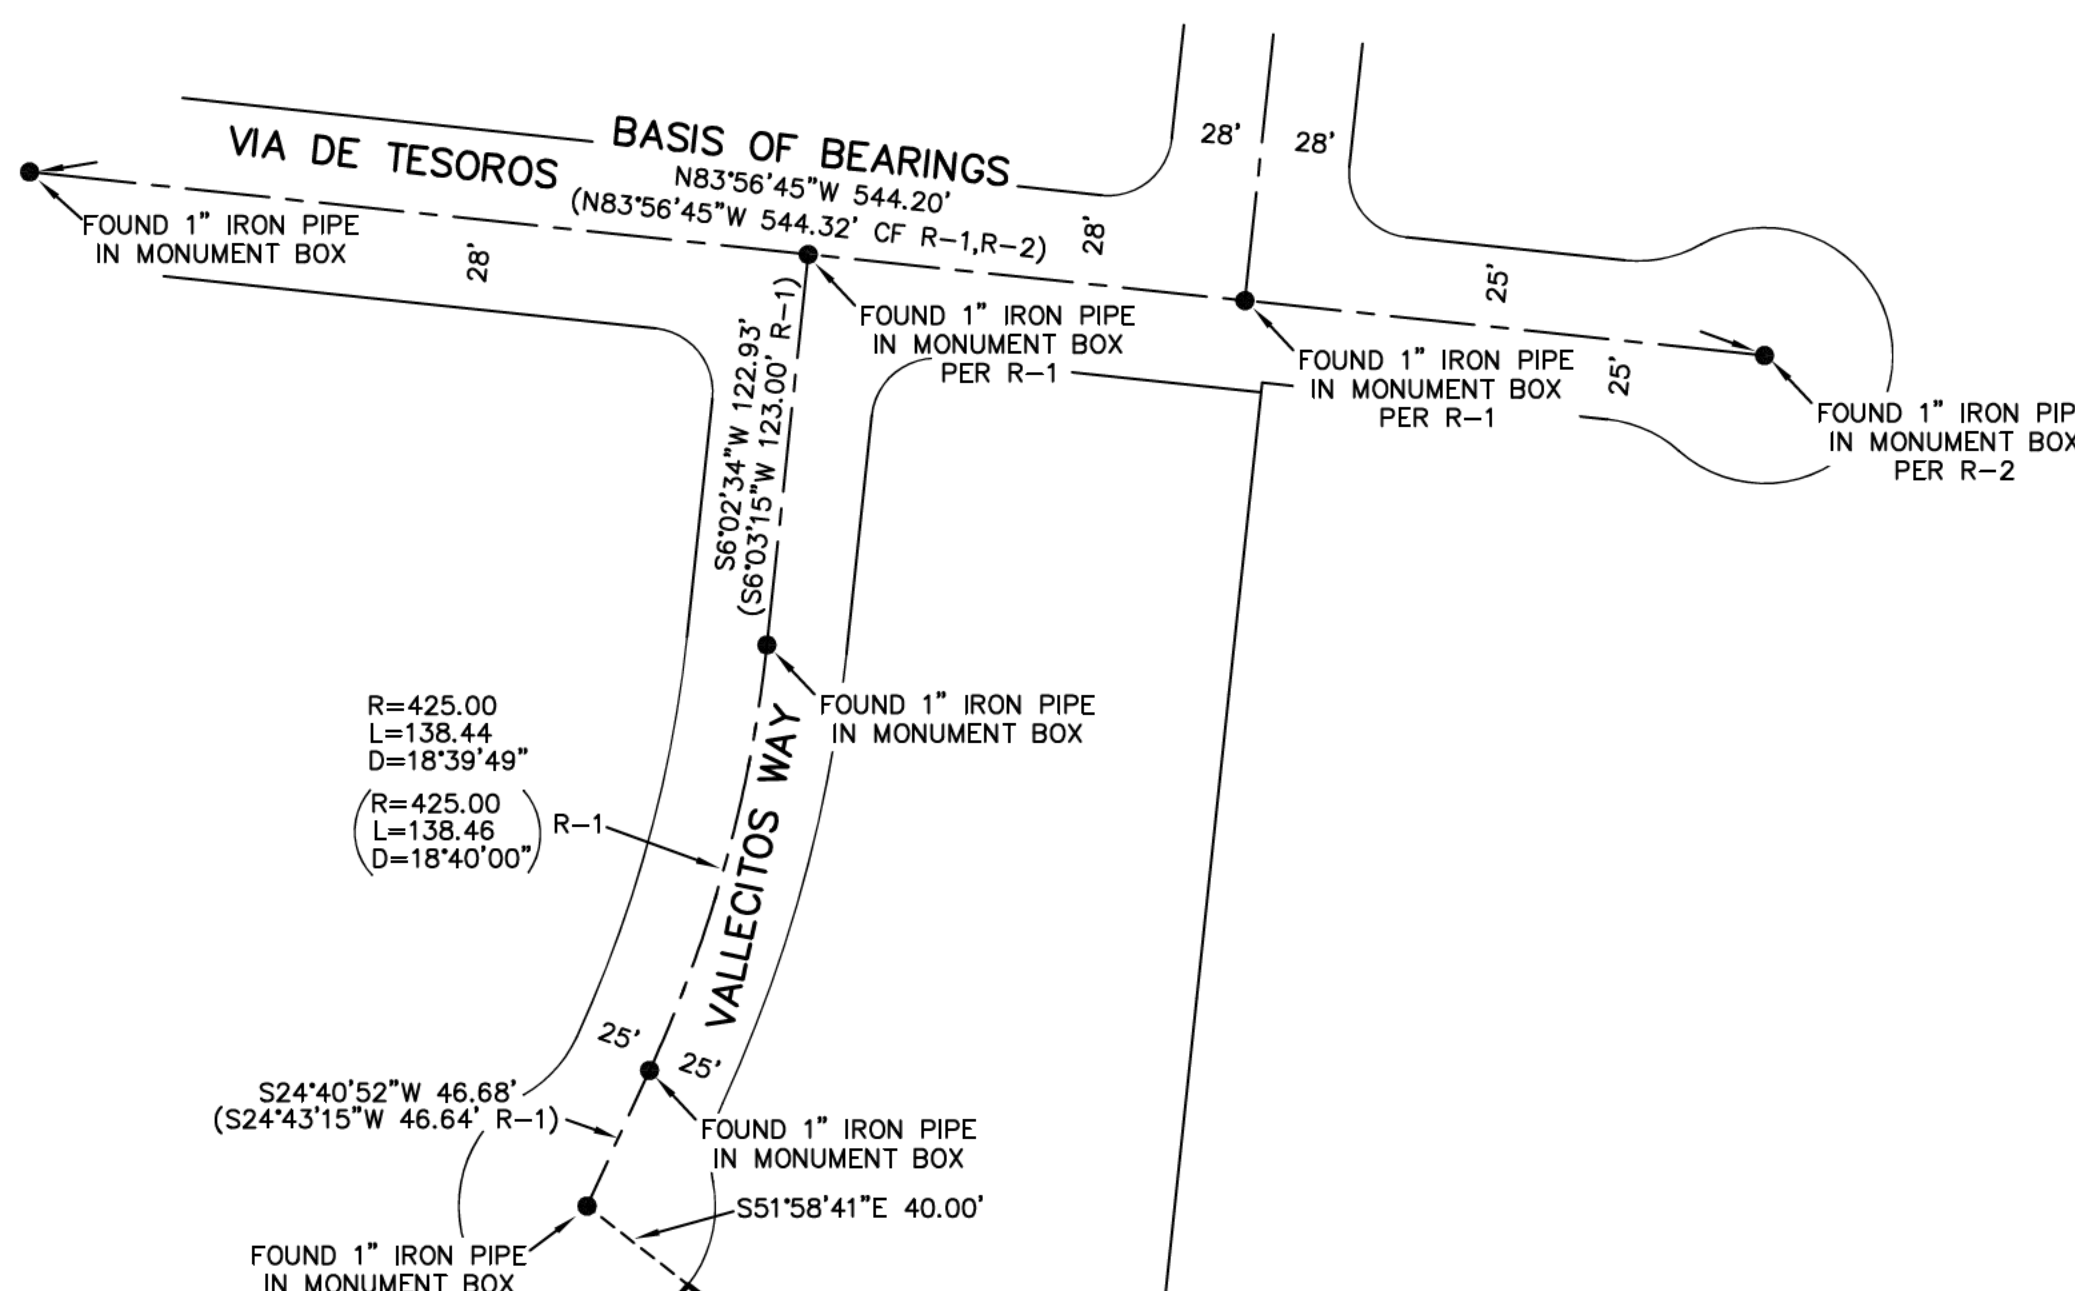 VIA DE TESOROS
BASIS OF BEARINGS
N83°56'45"W 544.20'
(N83°56'45"W 544.32' CF R-1,R-2)
28'
28'
28'
28'
25'
25'
FOUND 1" IRON PIPE
IN MONUMENT BOX
FOUND 1" IRON PIPE
IN MONUMENT BOX
PER R-1
FOUND 1" IRON PIPE
IN MONUMENT BOX
PER R-1
FOUND 1" IRON PIP
IN MONUMENT BOX
PER R-2
S6°02'34"W 122.93'
(S6°03'15"W 123.00' R-1)
FOUND 1" IRON PIPE
IN MONUMENT BOX
R=425.00
L=138.44
D=18°39'49"
R=425.00
L=138.46
D=18°40'00"
R-1
VALLECITOS WAY
25'
25'
S24°40'52"W 46.68'
(S24°43'15"W 46.64' R-1)
FOUND 1" IRON PIPE
IN MONUMENT BOX
S51°58'41"E 40.00'
FOUND 1" IRON PIPE
IN MONUMENT BOX